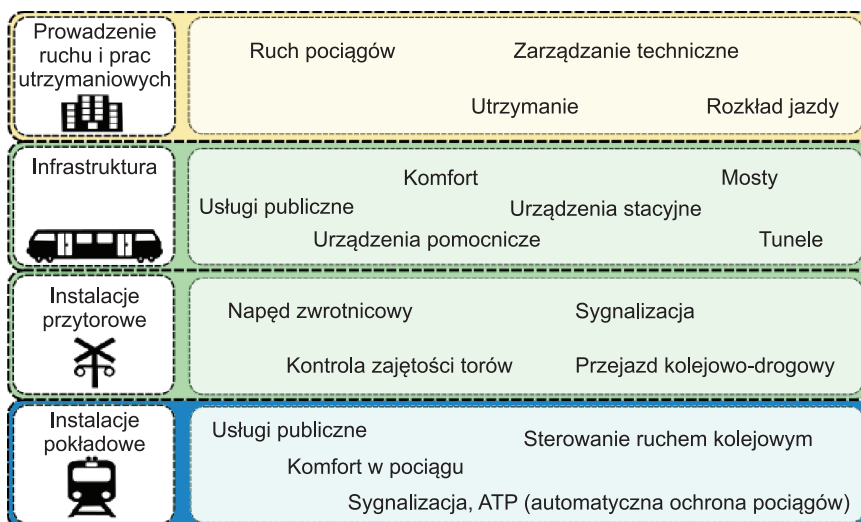 Prowadzenie
ruchu i prac
utrzymaniowych
Ruch pociągów
Zarządzanie techniczne
Utrzymanie
Rozkład jazdy
Infrastruktura
Komfort
Mosty
Usługi publiczne
Urządzenia stacyjne
Urządzenia pomocnicze
Tunele
Instalacje
przytorowe
Napęd zwrotnicowy
Sygnalizacja
Kontrola zajętości torów
Przejazd kolejowo-drogowy
Instalacje
pokładowe
Usługi publiczne
Sterowanie ruchem kolejowym
Komfort w pociągu
Sygnalizacja, ATP (automatyczna ochrona pociągów)